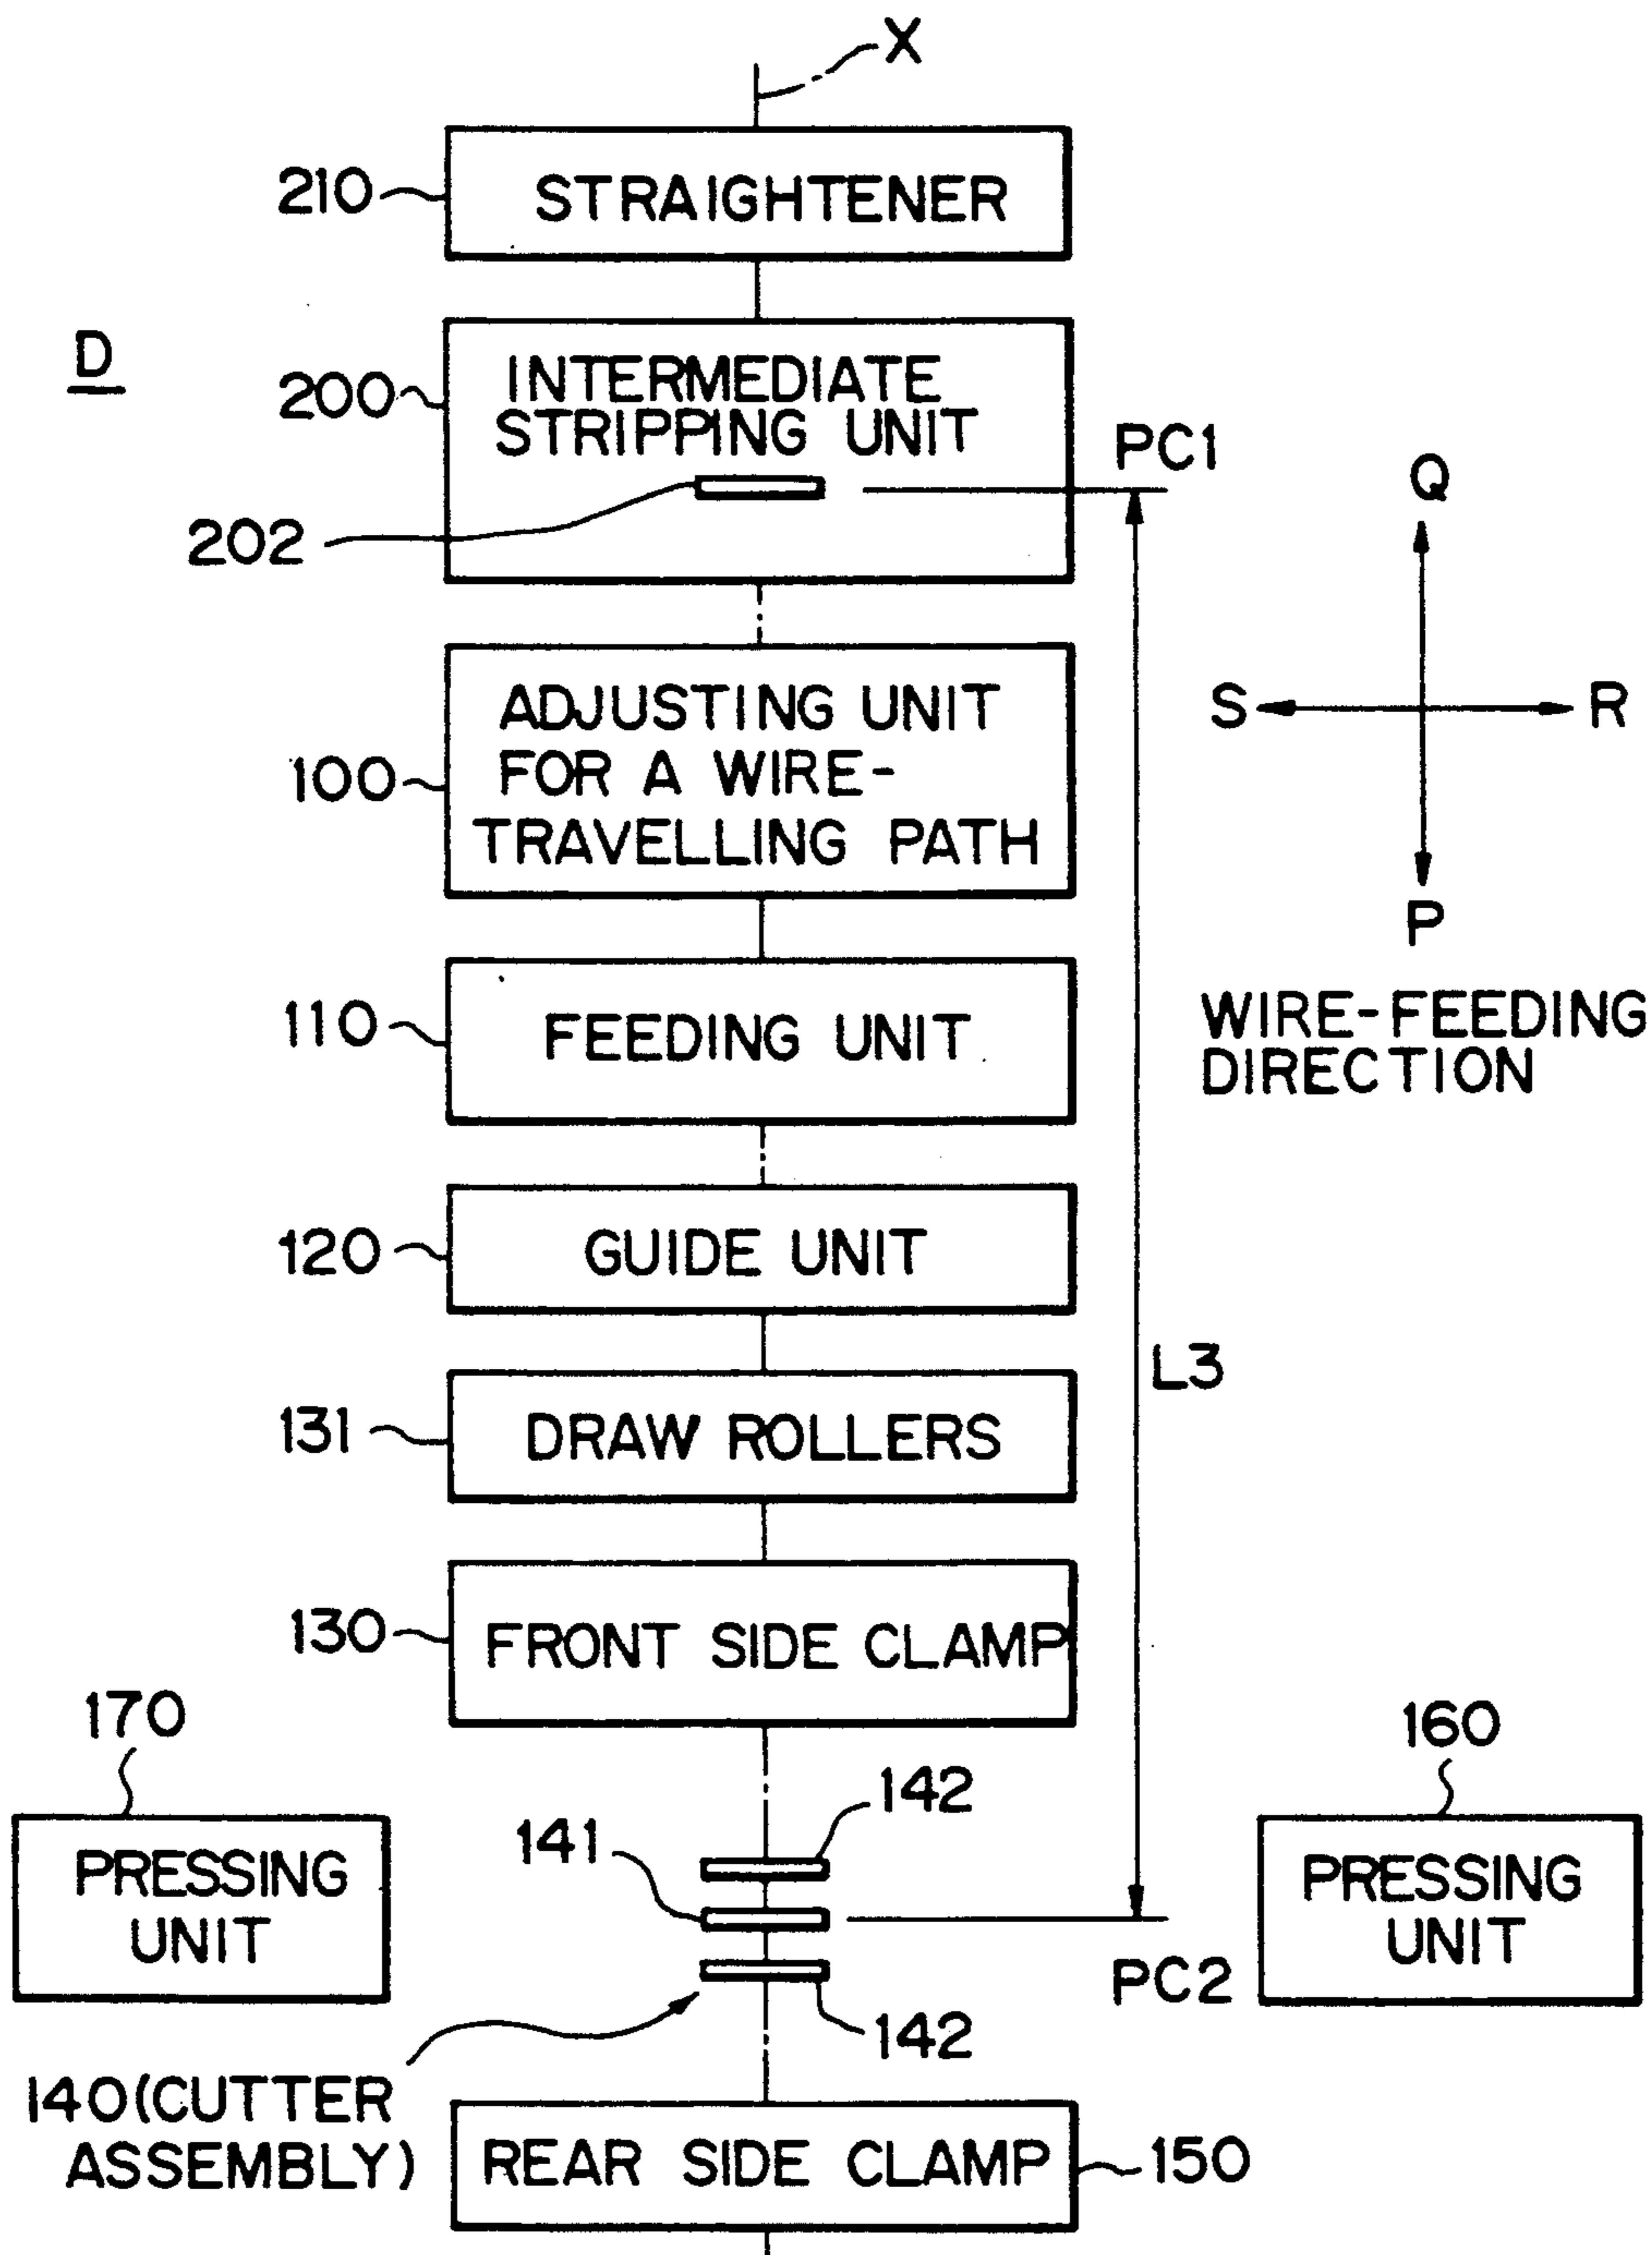 X
210
STRAIGHTENER
D
200
INTERMEDIATE
STRIPPING UNIT
202
PC1
Q
S
R
P
WIRE-FEEDING
DIRECTION
100
ADJUSTING UNIT
FOR A WIRE-
TRAVELLING PATH
110
FEEDING UNIT
120
GUIDE UNIT
L3
131
DRAW ROLLERS
130
FRONT SIDE CLAMP
170
PRESSING
UNIT
142
141
142
160
PRESSING
UNIT
PC2
140(CUTTER
ASSEMBLY)
REAR SIDE CLAMP
150